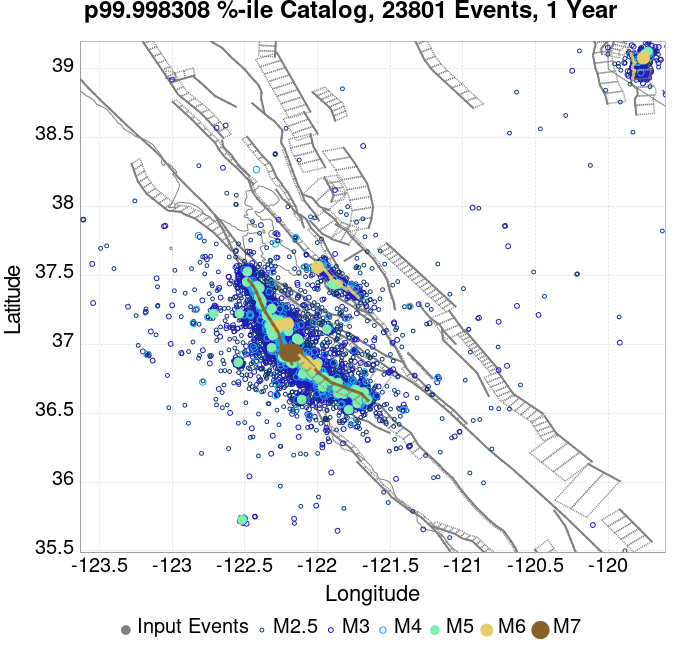 p99.998308 %-ile Catalog, 23801 Events, 1 Year
39
38.5
38
37.5
37
36.5
36
35.5
Latitude
-123.5 -123 -122.5 -122 -121.5 -121 -120.5 -120
Longitude
Input Events M2.5 M3 M4 M5 M6 M7